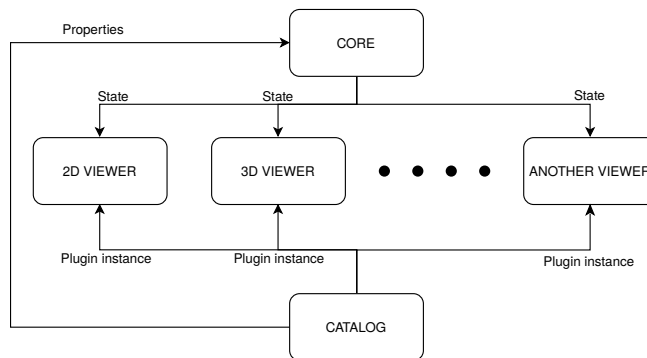 Properties
CORE
State
State
State
2D VIEWER
3D VIEWER
ANOTHER VIEWER
Plugin instance
Plugin instance
Plugin instance
CATALOG